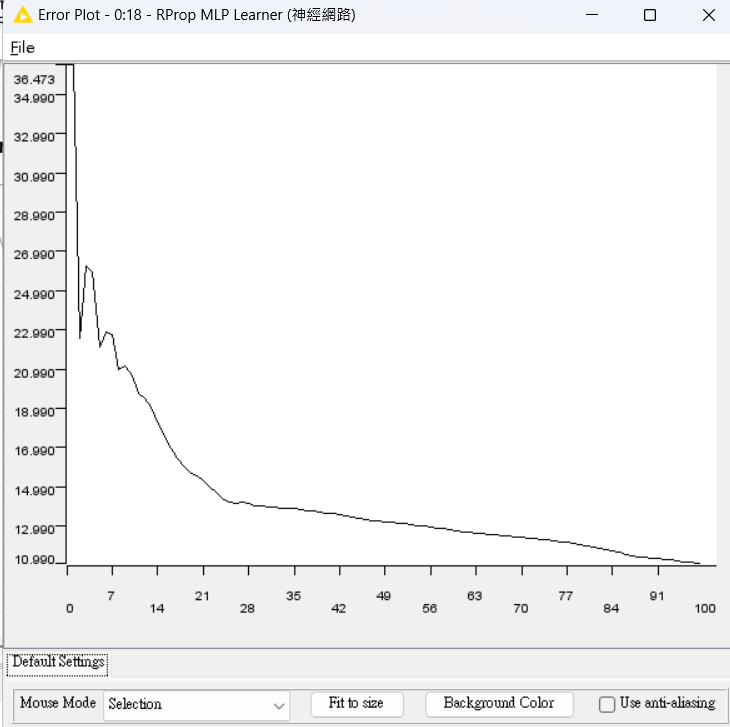 Error Plot - 0:18 - RProp MLP Learner (神經網路)
File
36.473
34.990
32.990
30.990
28.990
26.990
24.990
22.990
20.990
18.990
16.990
14.990
12.990
10.990
7 21 35 49 63 77 91
0 14 28 42 56 70 84 100
Default Settings
Mouse Mode Selection Fit to size Background Color Use anti-aliasing